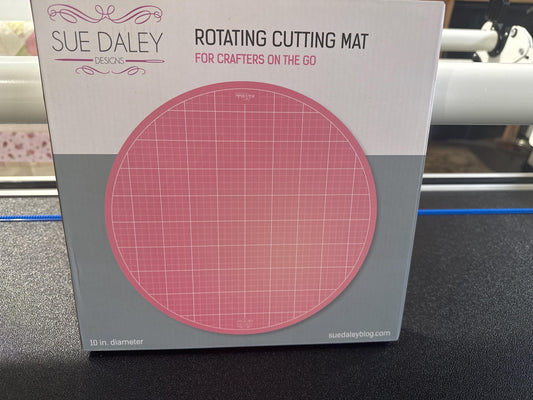 SUE DALEY
DESIGNS
ROTATING CUTTING MAT
FOR CRAFTERS ON THE GO
10 in. diameter
suedaleyblog.com